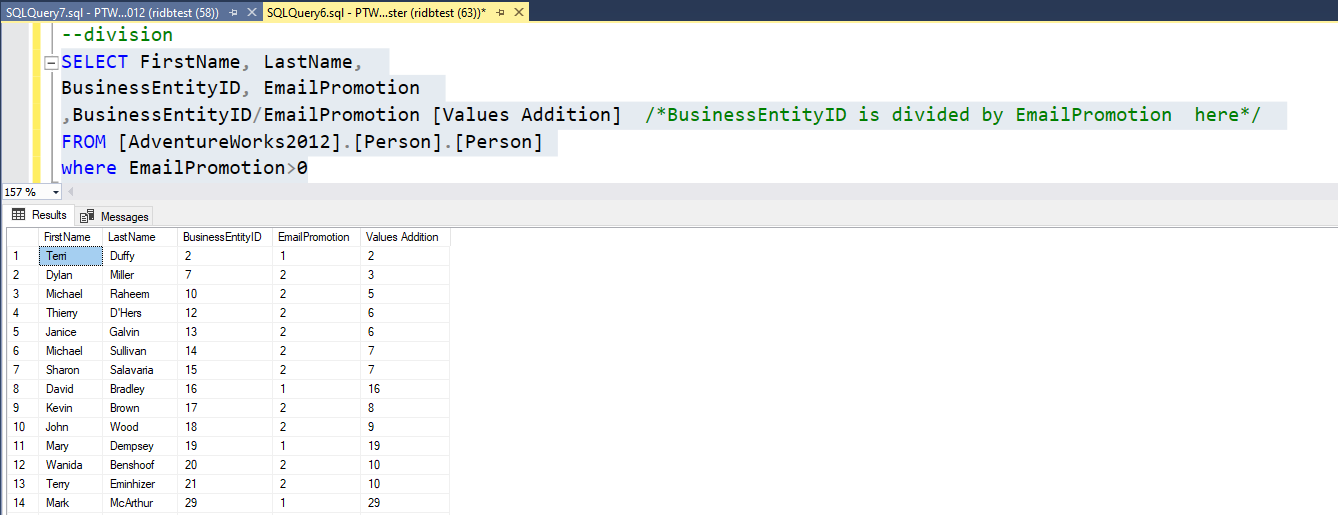 SQLQuery7.sql - PTW...012 (ridbtest (58)) SQLQuery6.sql - PTW...ster (ridbtest (63))*
--division
SELECT FirstName, LastName,
BusinessEntityID, EmailPromotion
,BusinessEntityID/EmailPromotion [Values Addition]  /*BusinessEntityID is divided by EmailPromotion  here*/
FROM [AdventureWorks2012].[Person].[Person]
where EmailPromotion>0
157 %
Results Messages
FirstName LastName BusinessEntityID EmailPromotion Values Addition
1 Terri Duffy 2 1 2
2 Dylan Miller 7 2 3
3 Michael Raheem 10 2 5
4 Thierry D'Hers 12 2 6
5 Janice Galvin 13 2 6
6 Michael Sullivan 14 2 7
7 Sharon Salavaria 15 2 7
8 David Bradley 16 1 16
9 Kevin Brown 17 2 8
10 John Wood 18 2 9
11 Mary Dempsey 19 1 19
12 Wanida Benshoof 20 2 10
13 Terry Eminhizer 21 2 10
14 Mark McArthur 29 1 29